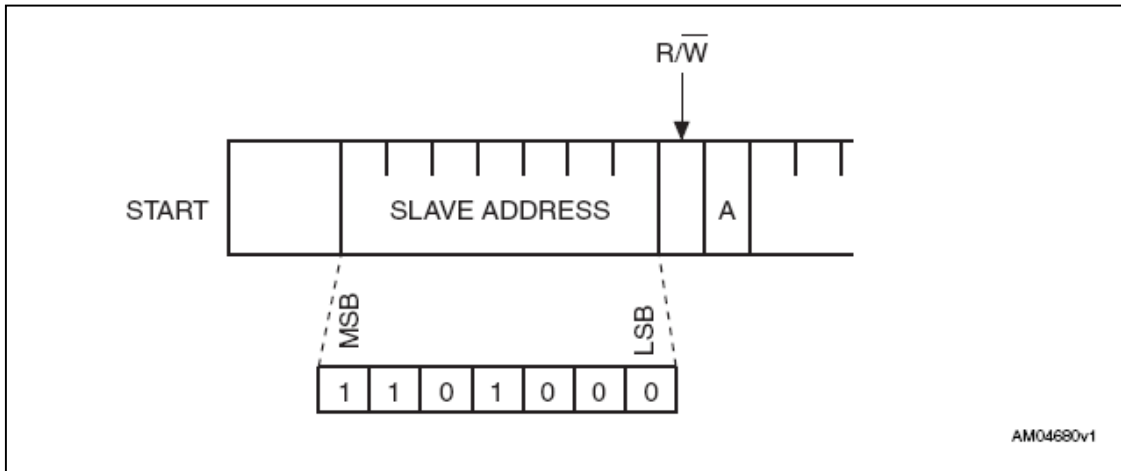 R/W̅
START
SLAVE ADDRESS
A
MSB
LSB
1 1 0 1 0 0 0
AM04680v1